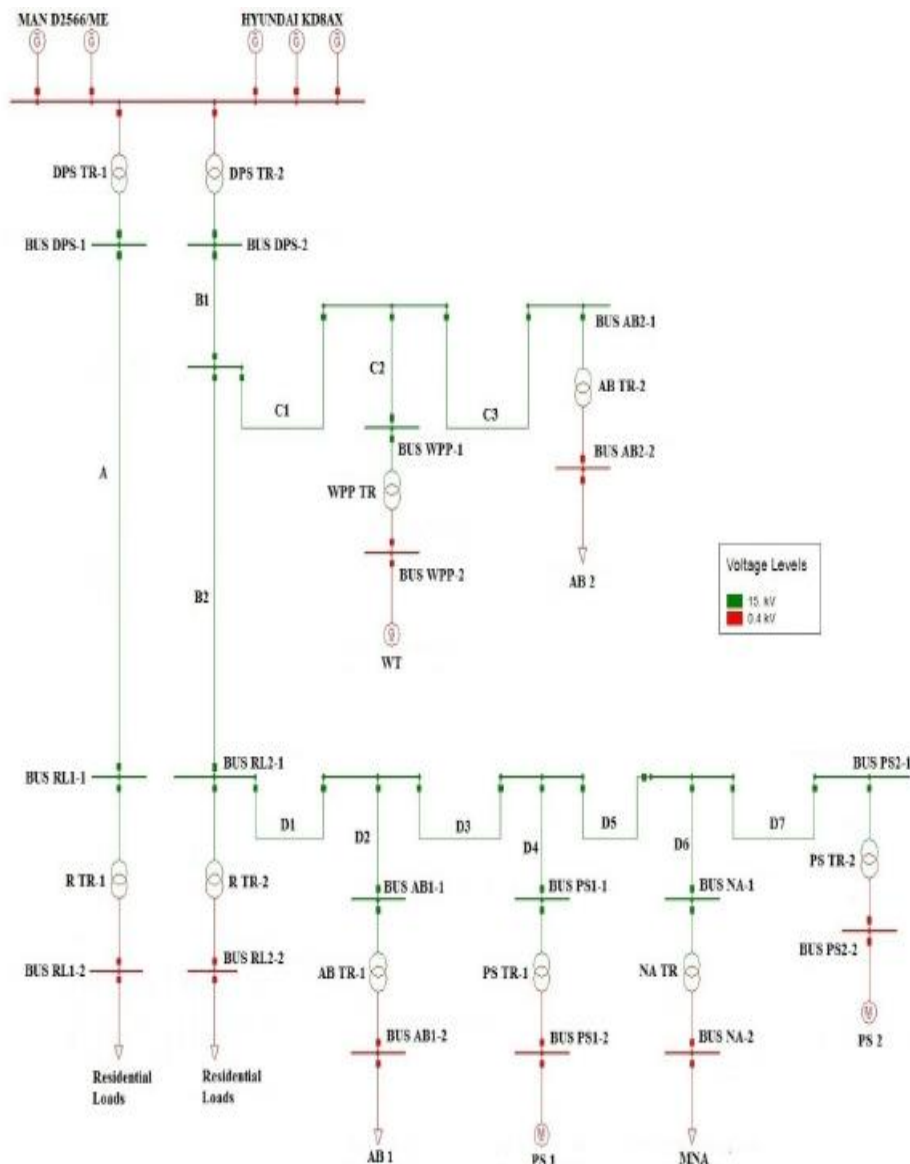 MAN D2566/ME HYUNDAI KD8AX
G G G G G
DPS TR-1 DPS TR-2
BUS DPS-1 BUS DPS-2
B1
BUS AB2-1
C2
AB TR-2
C1 C3
BUS WPP-1
BUS AB2-2
A
WPP TR
BUS WPP-2
AB 2
B2
WT
Voltage Levels
15. kV
0.4 kV
BUS RL1-1 BUS RL2-1 BUS PS2-1
D1 D2 D3 D4 D5 D6 D7
PS TR-2
R TR-1 R TR-2
BUS AB1-1 BUS PS1-1 BUS NA-1
BUS PS2-2
BUS RL1-2 BUS RL2-2
AB TR-1 PS TR-1 NA TR
M
PS 2
BUS AB1-2 BUS PS1-2 BUS NA-2
Residential Residential
Loads Loads
M
AB 1 PS 1 MNA